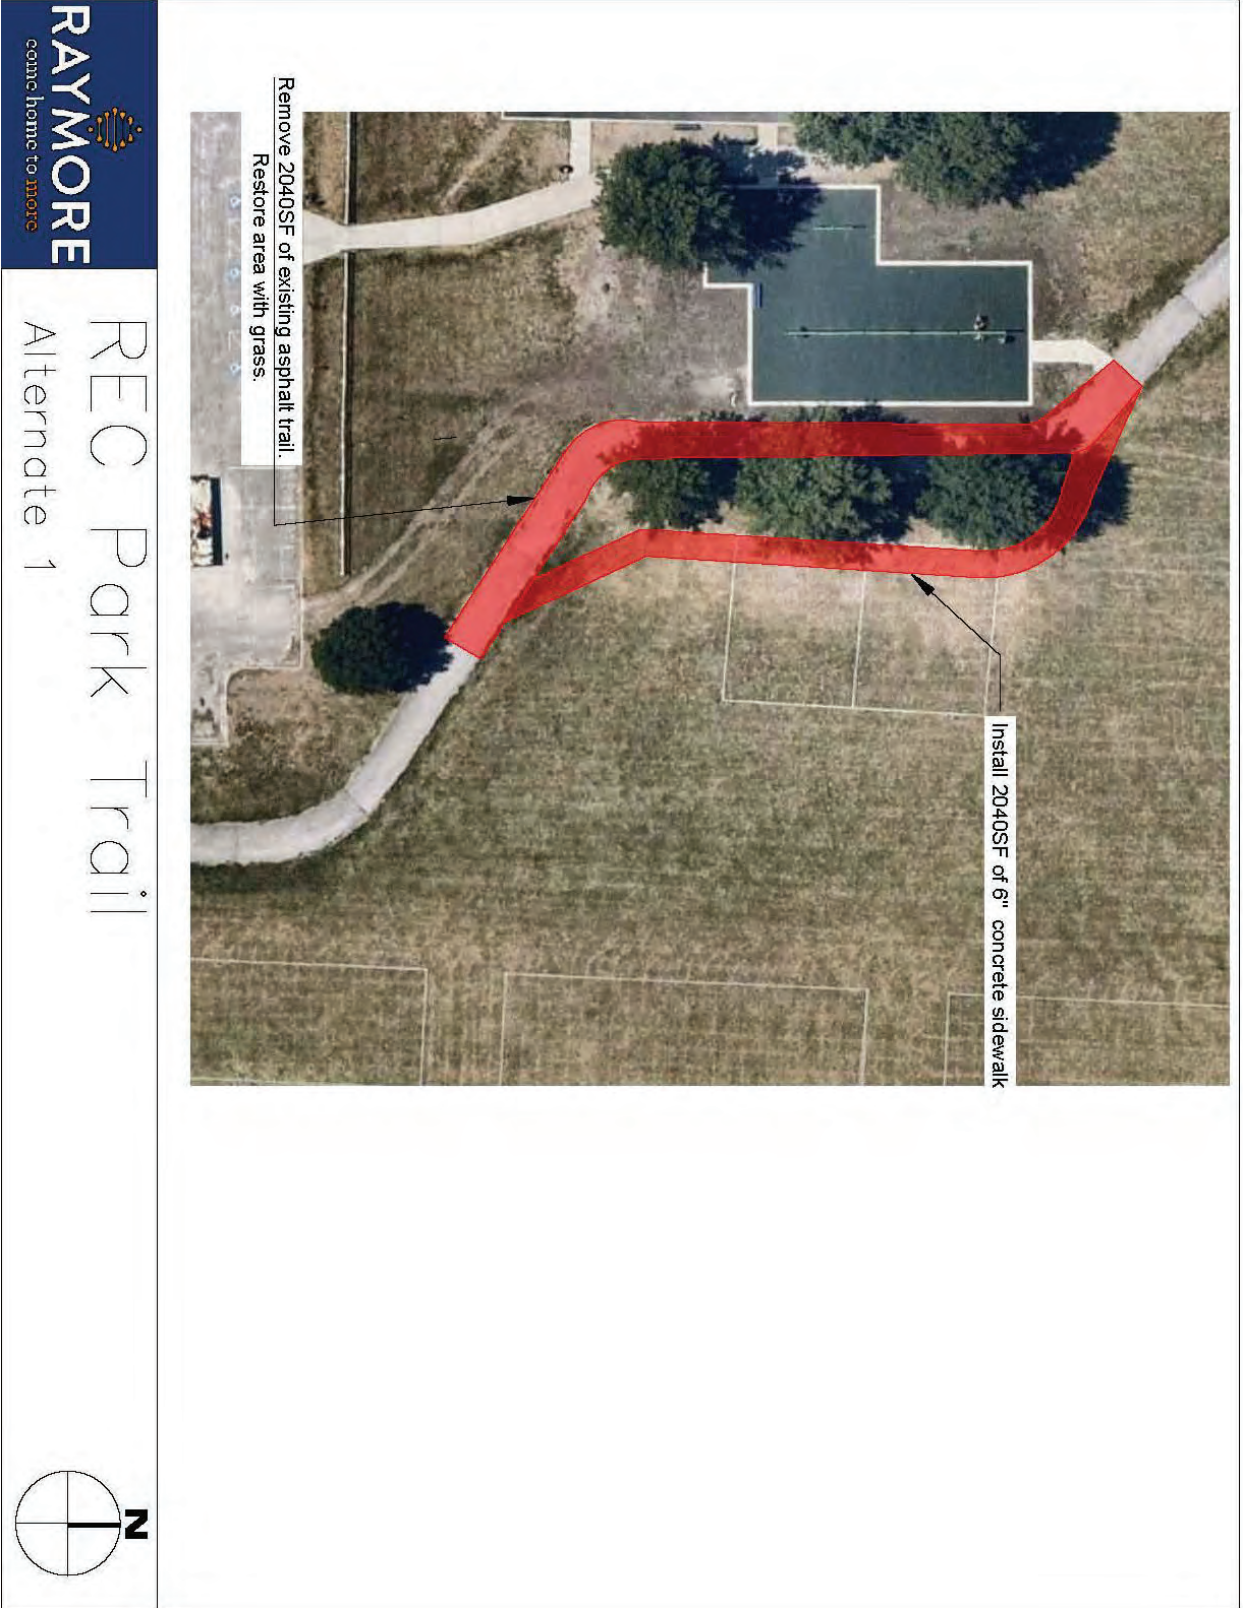 Remove 2040SF of existing asphalt trail.
Restore area with grass.
Install 2040SF of 6" concrete sidewalk
RAYMORE
come home to more
REC Park Trail
Alternate 1
N